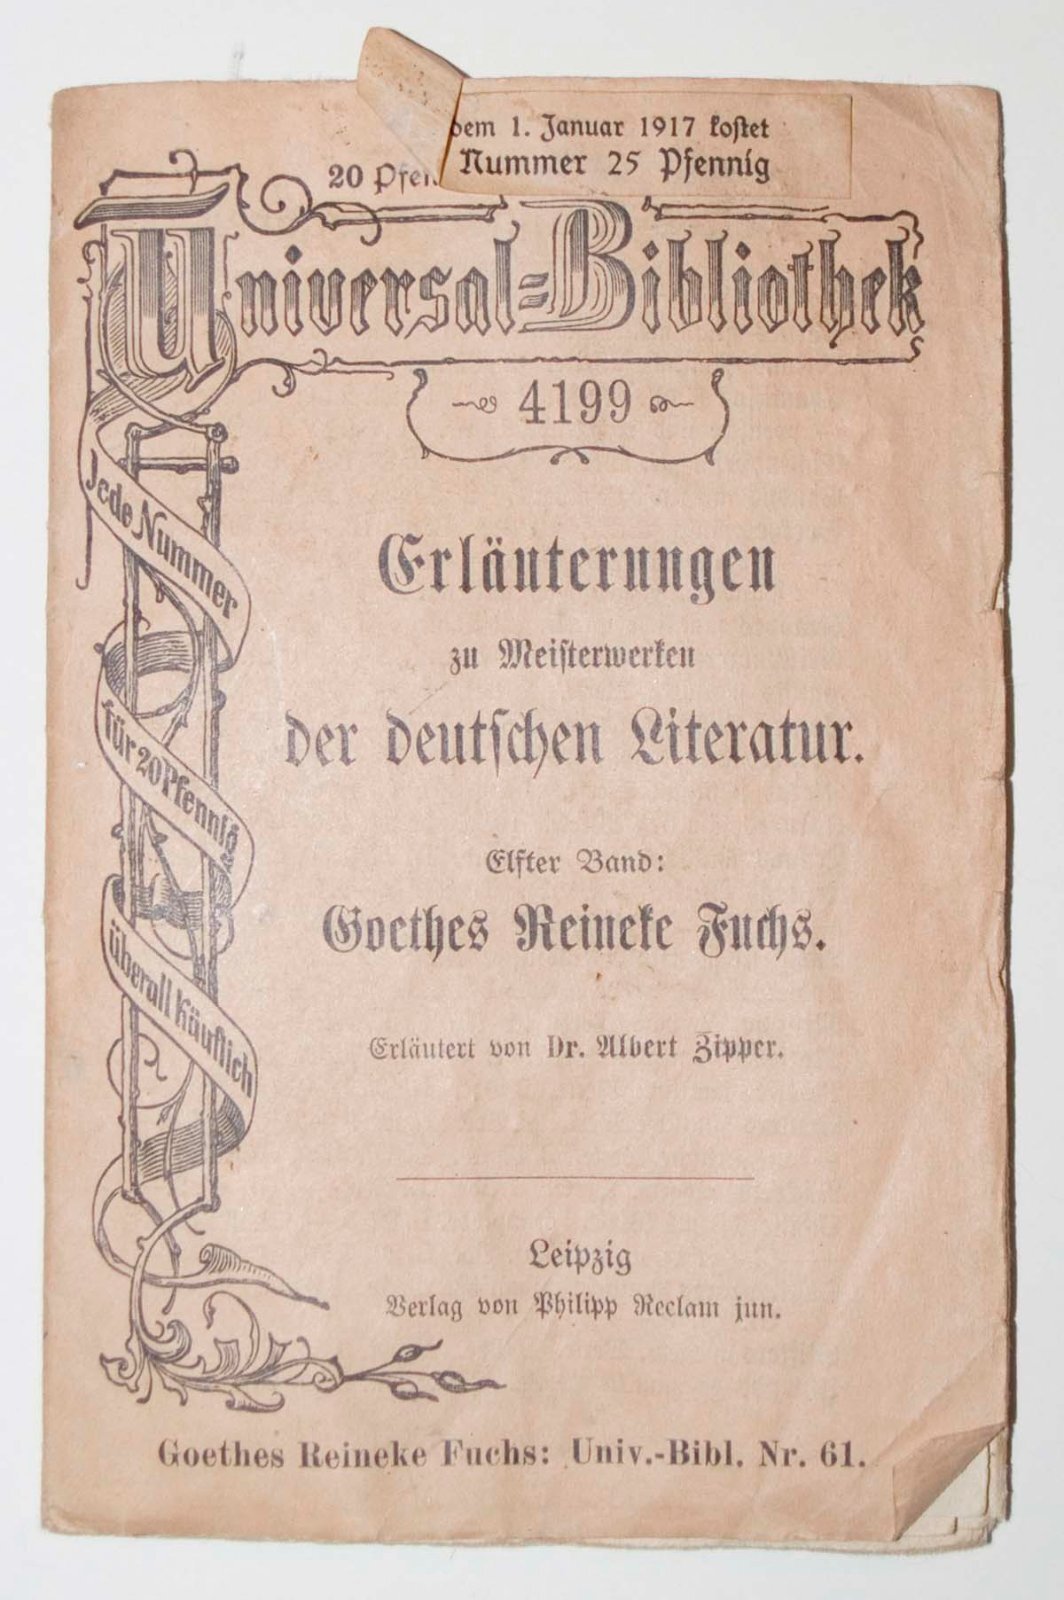 dem 1. Januar 1917 kostet
Nummer 25 Pfennig
20
Universal=Bibliothek
4199
Jede Nummer
für 20 Pfennig
überall käuflich
Erläuterungen
zu Meisterwerken
der deutschen Literatur.
Elfter Band:
Goethes Reineke Fuchs.
Erläutert von Dr. Albert Zipper.
Leipzig
Verlag von Philipp Reclam jun.
Goethes Reineke Fuchs: Univ.-Bibl. Nr. 61.